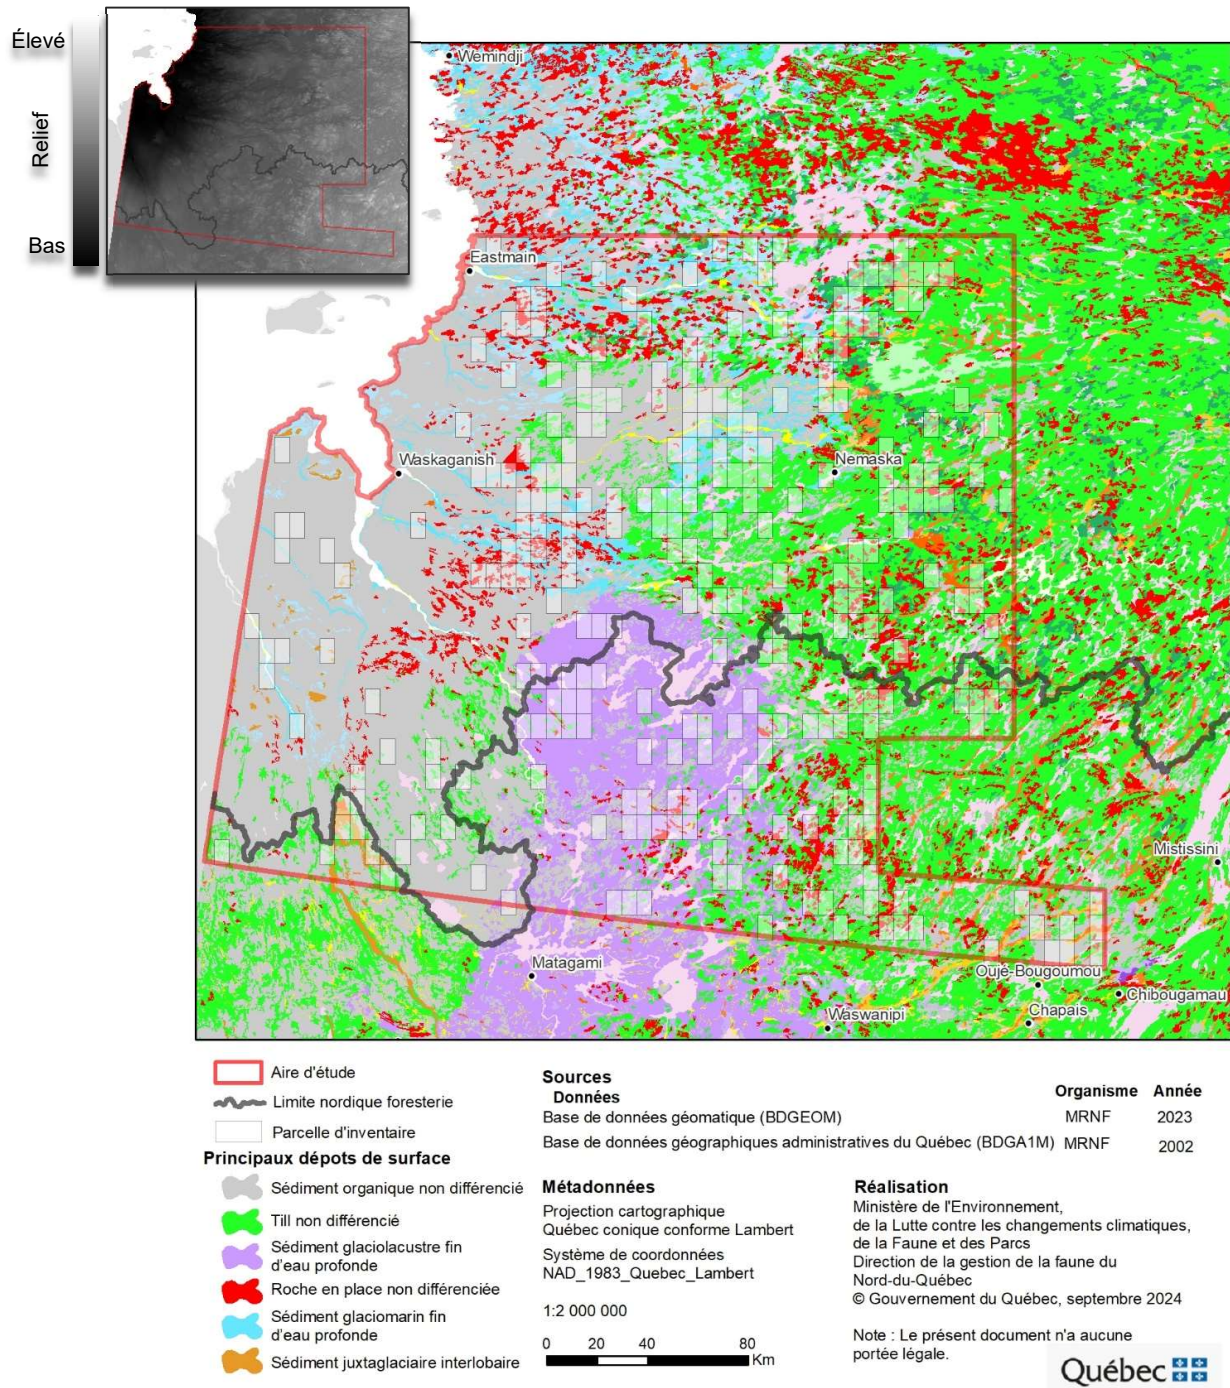 Élevé
Relief
Bas
Wemindji
Eastmain
Waskaganish
Nemaska
Mistissini
Matagami
Oujé-Bougoumou
Chibougamau
Chapais
Waswanipi
Aire d'étude
Limite nordique foresterie
Parcelle d'inventaire
Principaux dépots de surface
Sédiment organique non différencié
Till non différencié
Sédiment glaciolacustre fin
d'eau profonde
Roche en place non différenciée
Sédiment glaciomarin fin
d'eau profonde
Sédiment juxtaglaciaire interlobaire
Sources
Données Organisme Année
Base de données géomatique (BDGEOM) MRNF 2023
Base de données géographiques administratives du Québec (BDGA1M) MRNF 2002
Métadonnées
Projection cartographique
Québec conique conforme Lambert
Système de coordonnées
NAD_1983_Quebec_Lambert
1:2 000 000
0 20 40 80
Km
Réalisation
Ministère de l'Environnement,
de la Lutte contre les changements climatiques,
de la Faune et des Parcs
Direction de la gestion de la faune du
Nord-du-Québec
© Gouvernement du Québec, septembre 2024
Note : Le présent document n'a aucune
portée légale.
Québec